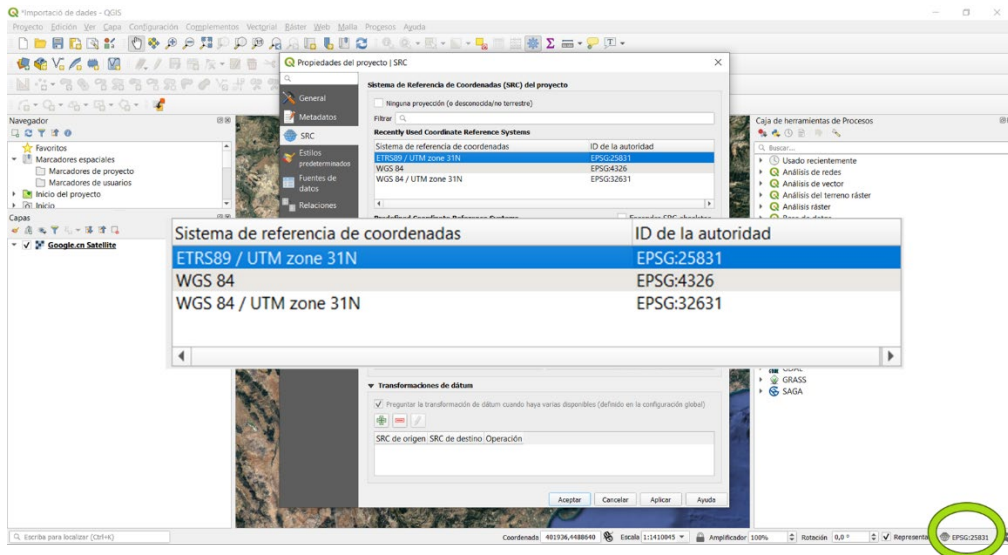 *Importació de dades - QGIS
Proyecto Edición Ver Capa Configuración Complementos Vectorial Ráster Web Malla Procesos Ayuda
Propiedades del proyecto | SRC
Sistema de Referencia de Coordenadas (SRC) del proyecto
General
Metadatos
SRC
Estilos
predeterminados
Fuentes de
datos
Relaciones
Ninguna proyección (o desconocida/no terrestre)
Filtrar
Recently Used Coordinate Reference Systems
Sistema de referencia de coordenadas ID de la autoridad
ETRS89 / UTM zone 31N EPSG:25831
WGS 84 EPSG:4326
WGS 84 / UTM zone 31N EPSG:32631
Navegador
Favoritos
Marcadores espaciales
Marcadores de proyecto
Marcadores de usuarios
Inicio del proyecto
Inicio
Capas
Google.cn Satellite
Caja de herramientas de Procesos
Buscar...
Usado recientemente
Análisis de redes
Análisis de vector
Análisis del terreno ráster
Análisis ráster
Sistema de referencia de coordenadas ID de la autoridad
ETRS89 / UTM zone 31N EPSG:25831
WGS 84 EPSG:4326
WGS 84 / UTM zone 31N EPSG:32631
GRASS
SAGA
Transformaciones de dátum
Preguntar la transformación de dátum cuando haya varias disponibles (definido en la configuración global)
SRC de origen SRC de destino Operación
Aceptar Cancelar Aplicar Ayuda
Escriba para localizar (Ctrl+K)
Coordenada 401936,4488640 Escala 1:1410845 Amplificador 100% Rotación 0,0 ° Representa EPSG:25831